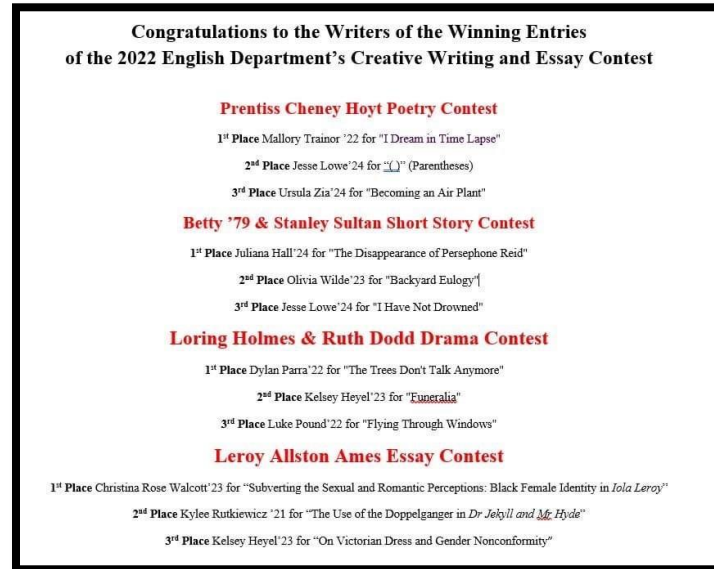 Congratulations to the Writers of the Winning Entries
of the 2022 English Department's Creative Writing and Essay Contest
Prentiss Cheney Hoyt Poetry Contest
1st Place Mallory Trainor '22 for "I Dream in Time Lapse"
2nd Place Jesse Lowe'24 for "( )" (Parentheses)
3rd Place Ursula Zia'24 for "Becoming an Air Plant"
Betty '79 & Stanley Sultan Short Story Contest
1st Place Juliana Hall'24 for "The Disappearance of Persephone Reid"
2nd Place Olivia Wilde'23 for "Backyard Eulogy"
3rd Place Jesse Lowe'24 for "I Have Not Drowned"
Loring Holmes & Ruth Dodd Drama Contest
1st Place Dylan Parra'22 for "The Trees Don't Talk Anymore"
2nd Place Kelsey Heyel'23 for "Funeralia"
3rd Place Luke Pound'22 for "Flying Through Windows"
Leroy Allston Ames Essay Contest
1st Place Christina Rose Walcott'23 for "Subverting the Sexual and Romantic Perceptions: Black Female Identity in Iola Leroy"
2nd Place Kylee Rutkiewicz '21 for "The Use of the Doppelganger in Dr Jekyll and Mr Hyde"
3rd Place Kelsey Heyel'23 for "On Victorian Dress and Gender Nonconformity"